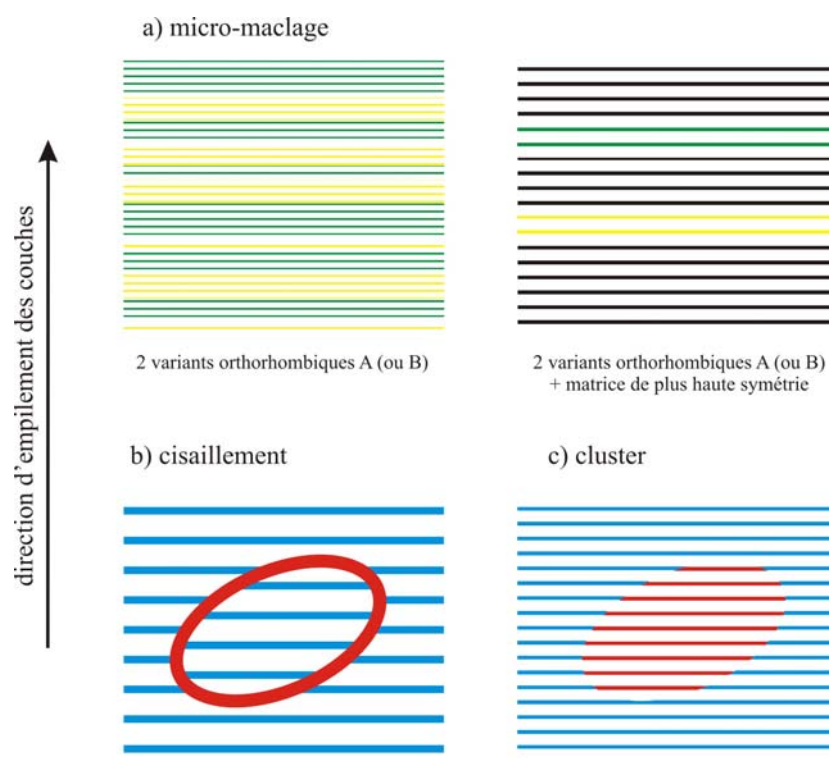 a) micro-maclage
direction d'empilement des couches
2 variants orthorhombiques A (ou B)
2 variants orthorhombiques A (ou B)
+ matrice de plus haute symétrie
b) cisaillement
c) cluster